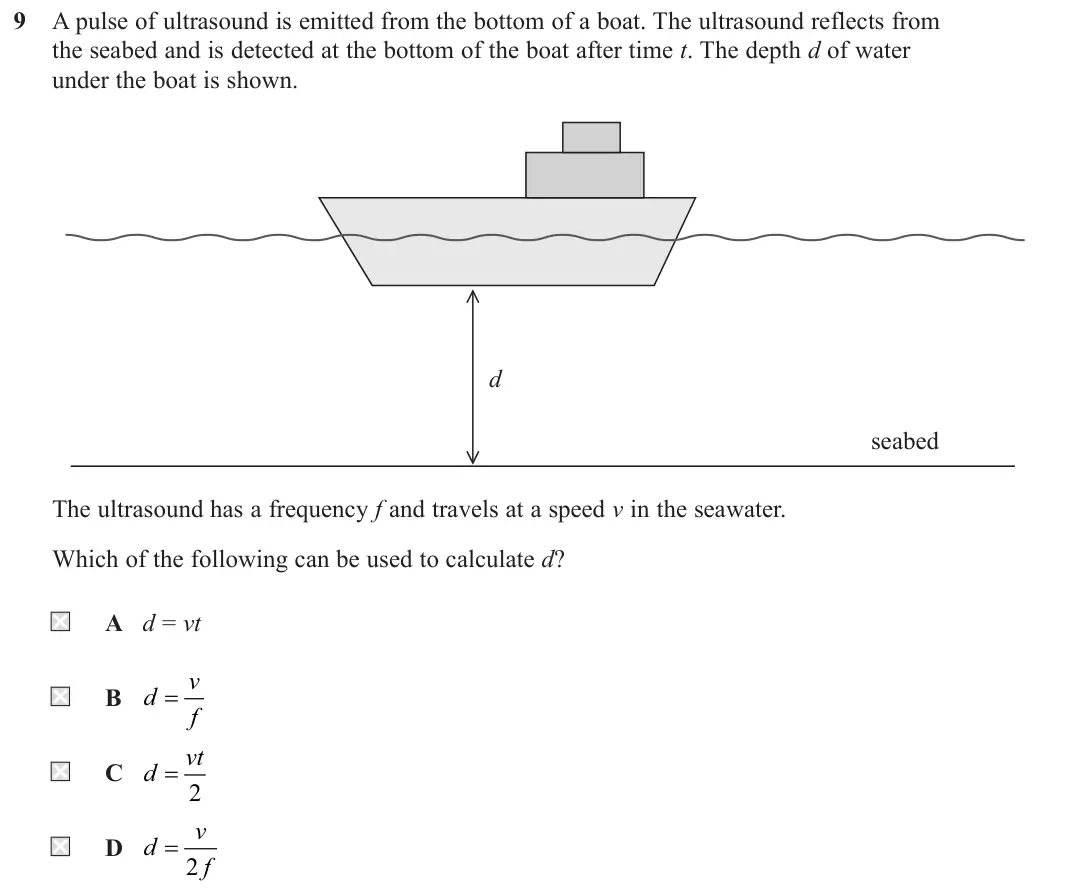 9 A pulse of ultrasound is emitted from the bottom of a boat. The ultrasound reflects from
the seabed and is detected at the bottom of the boat after time t. The depth d of water
under the boat is shown.
d
seabed
The ultrasound has a frequency f and travels at a speed v in the seawater.
Which of the following can be used to calculate d?
A d = vt
B d = v/f
C d = vt/2
D d = v/2f